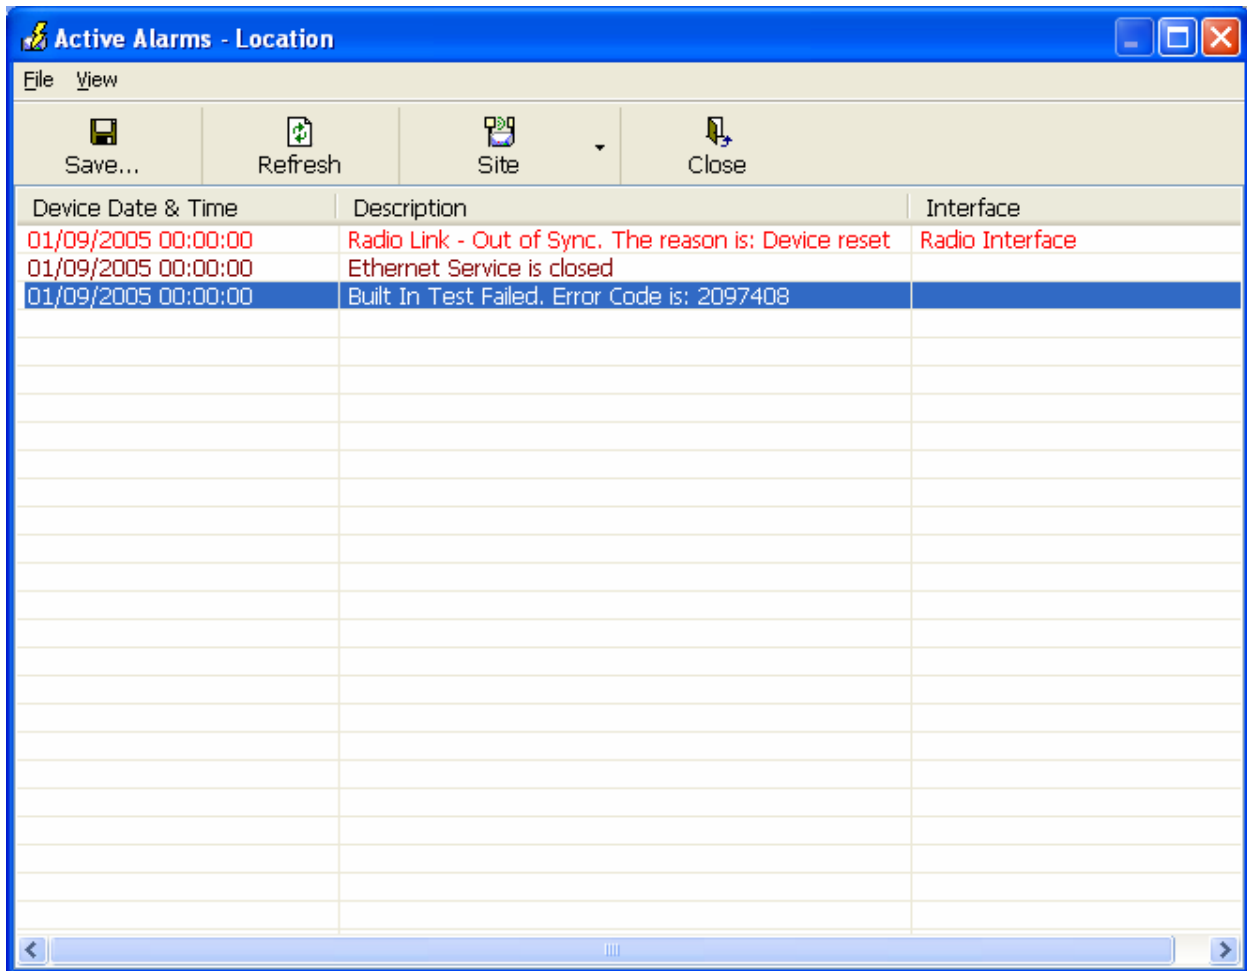 Active Alarms - Location
File View
Save... Refresh Site Close
Device Date & Time Description Interface
01/09/2005 00:00:00 Radio Link - Out of Sync. The reason is: Device reset Radio Interface
01/09/2005 00:00:00 Ethernet Service is closed
01/09/2005 00:00:00 Built In Test Failed. Error Code is: 2097408